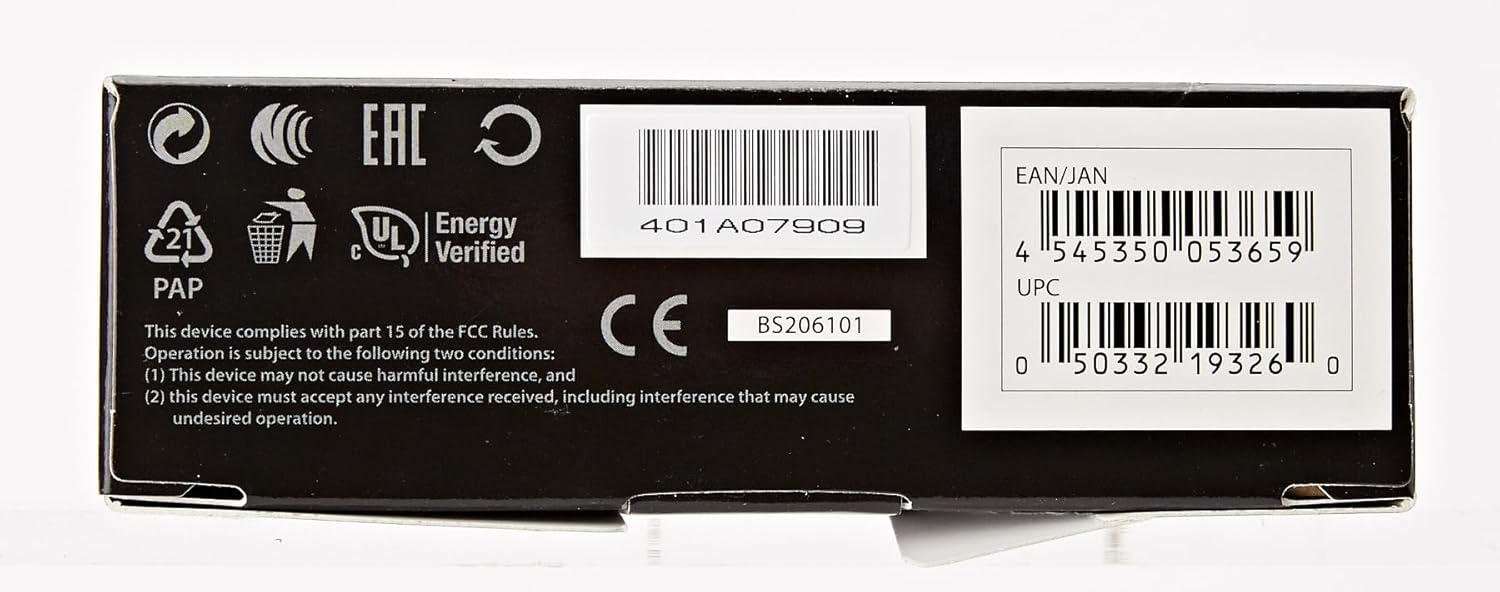 EAC
21
PAP
c UL
Energy
Verified
This device complies with part 15 of the FCC Rules.
Operation is subject to the following two conditions:
(1) This device may not cause harmful interference, and
(2) this device must accept any interference received, including interference that may cause
undesired operation.
401A07909
CE
BS206101
EAN/JAN
4 545350 053659
UPC
0 50332 19326 0